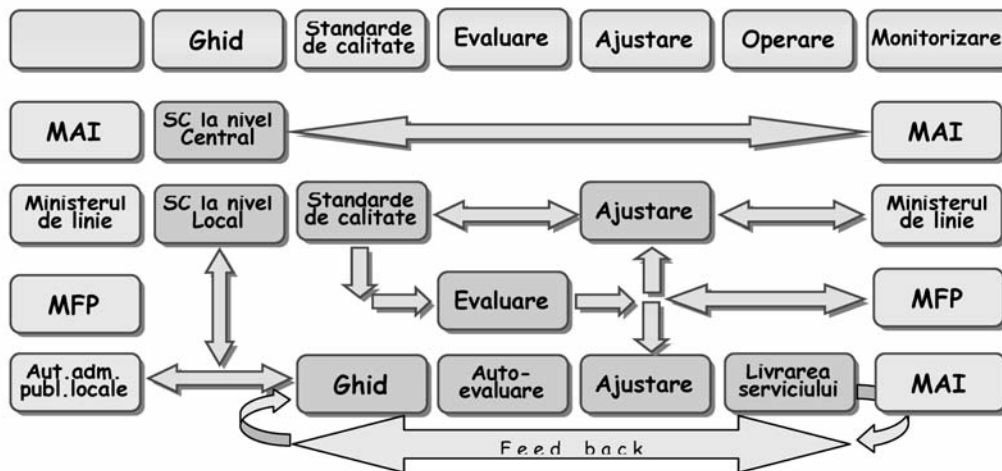 Ghid
Standarde
de calitate
Evaluare
Ajustare
Operare
Monitorizare
MAI
SC la nivel
Central
MAI
Ministerul
de linie
SC la nivel
Local
Standarde
de calitate
Ajustare
Ministerul
de linie
MFP
Evaluare
MFP
Aut.adm.
publ.locale
Ghid
Auto-
evaluare
Ajustare
Livrarea
serviciului
MAI
Feed back